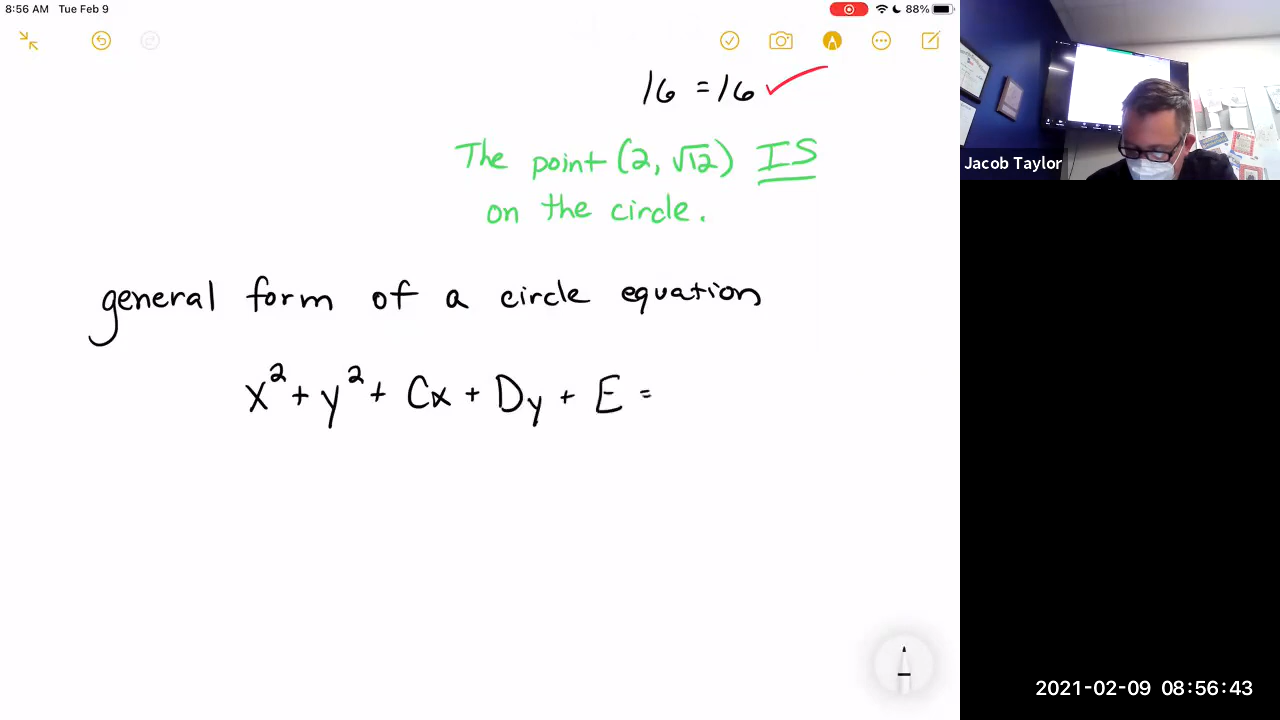 8:56 AM Tue Feb 9
88%
16 = 16 ✓
The point (2, √12) IS
on the circle.
general form of a circle equation
x² + y² + Cx + Dy + E =
Jacob Taylor
2021-02-09 08:56:43